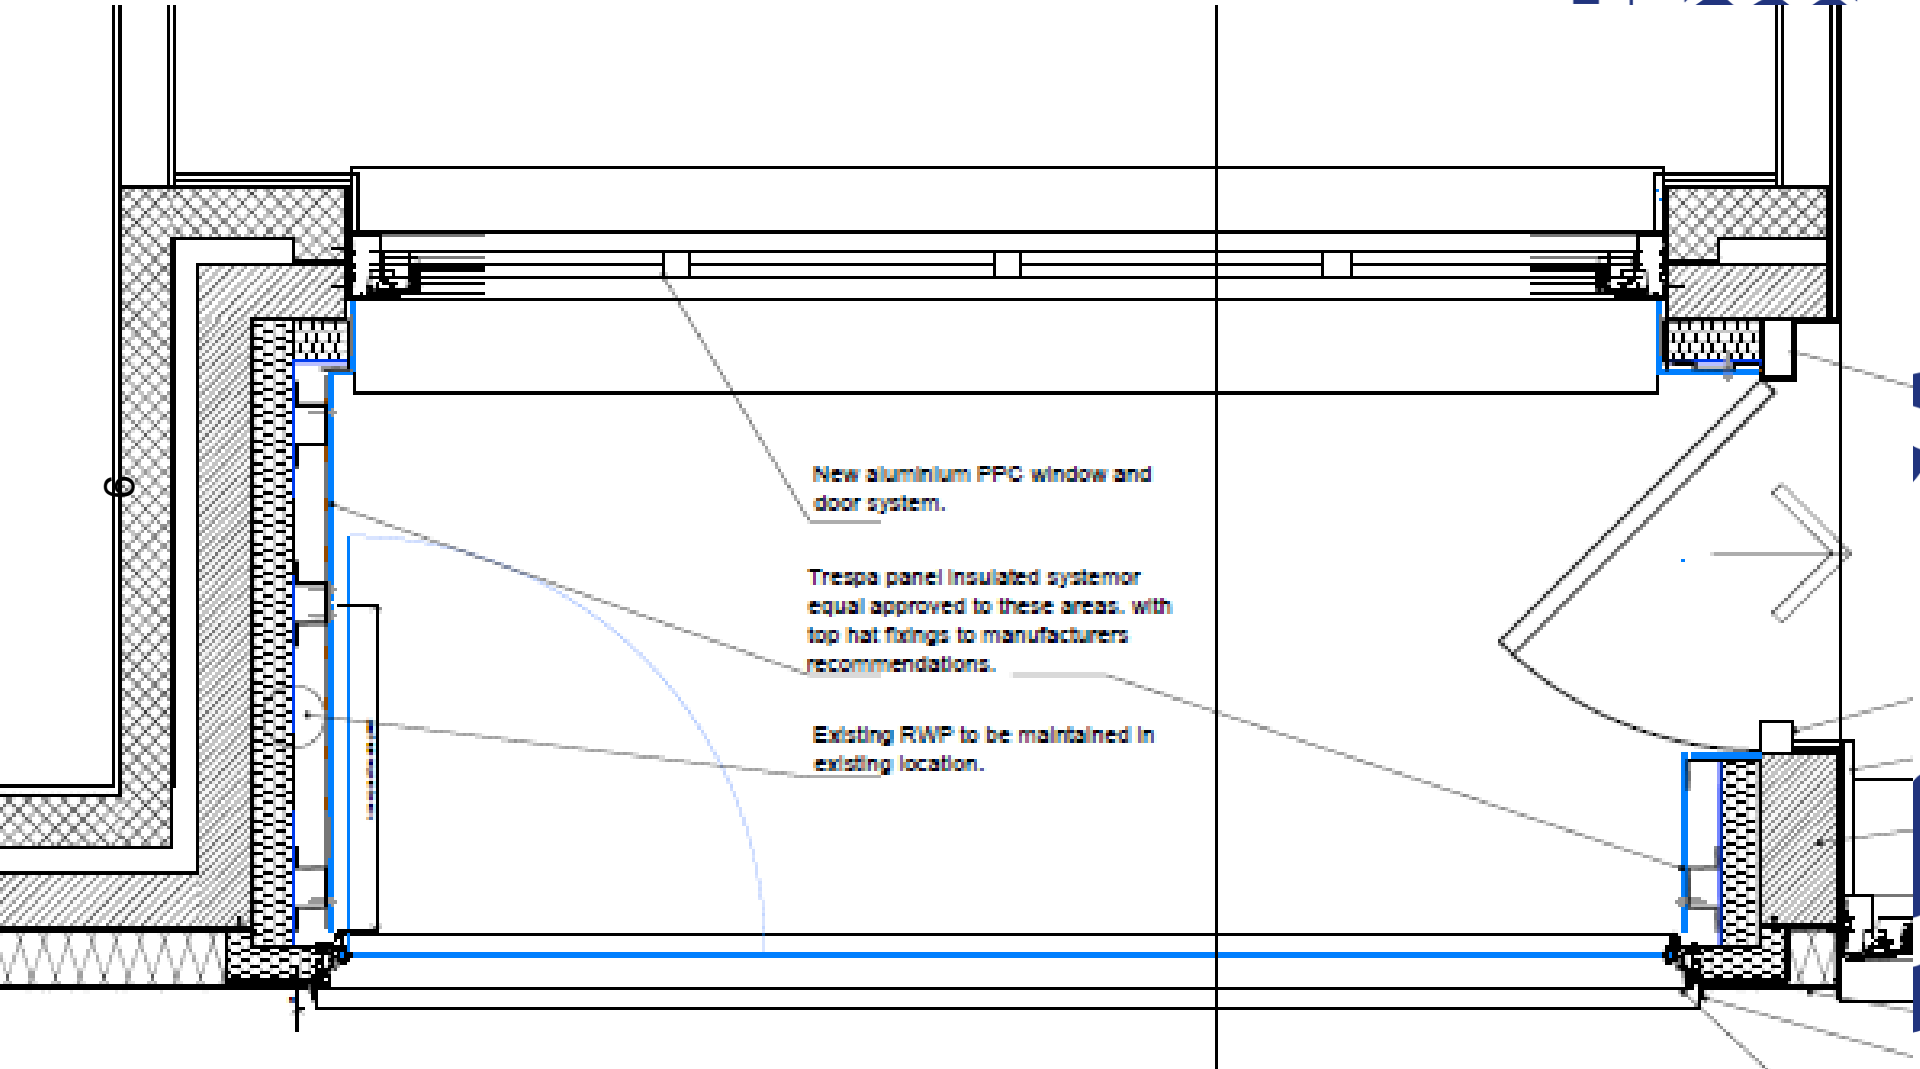 New aluminium PPC window and
door system.
Trespa panel insulated systemor
equal approved to these areas. with
top hat fixings to manufacturers
recommendations.
Existing RWP to be maintained in
existing location.
6